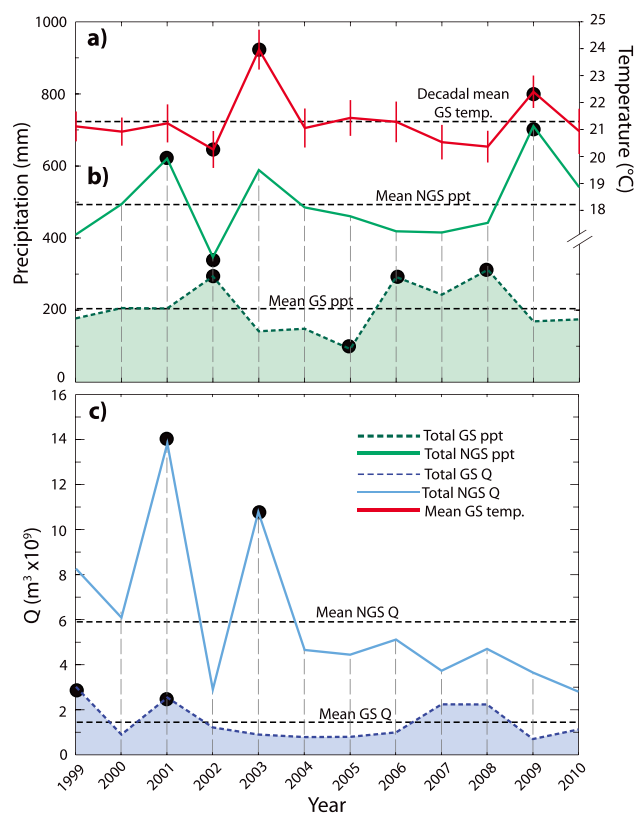 1000
800
600
400
200
0
Precipitation (mm)
a)
b)
25
24
23
22
21
20
19
18
Temperature (°C)
Decadal mean
GS temp.
Mean NGS ppt
Mean GS ppt
16
14
12
10
8
6
4
2
0
Q (m³ x10⁹)
c)
Total GS ppt
Total NGS ppt
Total GS Q
Total NGS Q
Mean GS temp.
Mean NGS Q
Mean GS Q
1999 2000 2001 2002 2003 2004 2005 2006 2007 2008 2009 2010
Year